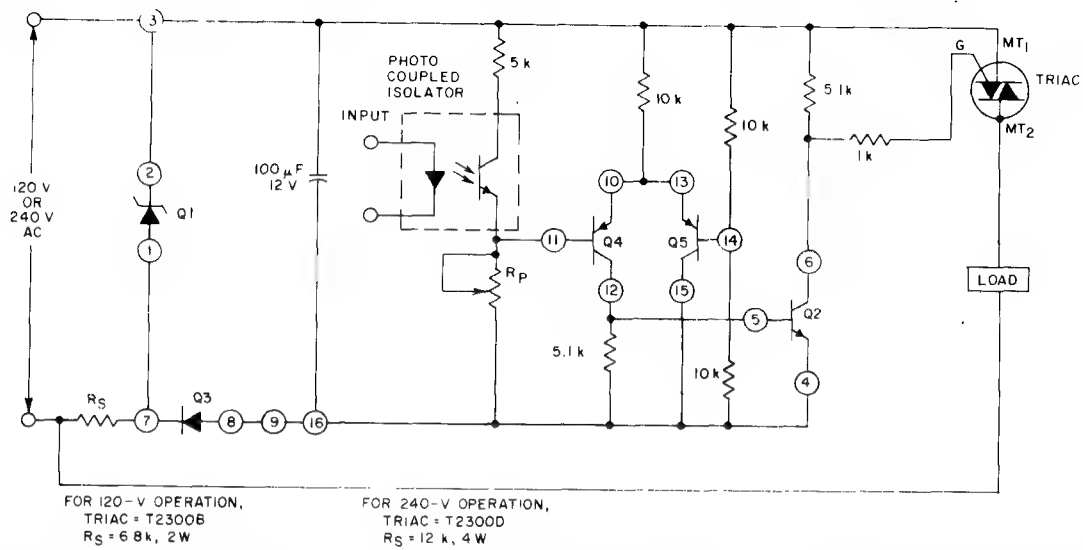 3
G
MT1
PHOTO
COUPLED
ISOLATOR
5 k
TRIAC
INPUT
10 k
10 k
5.1k
MT2
1 k
120 V
OR
240 V
AC
2
Q1
1
100 µF
12 V
10
13
11
Q4
Q5
14
RP
12
15
6
LOAD
5
Q2
5.1 k
10 k
4
RS
7
Q3
8
9
16
FOR 120-V OPERATION,
TRIAC = T2300B
RS = 6.8 k, 2W
FOR 240-V OPERATION,
TRIAC = T2300D
RS = 12 k, 4 W